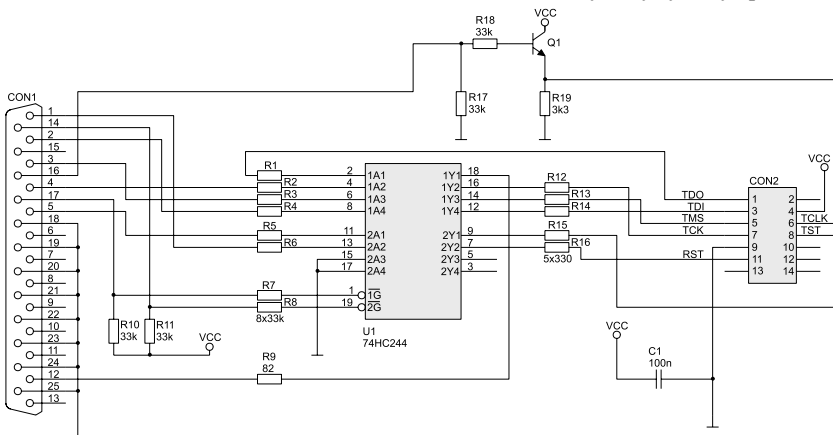 VCC
R18
33k
Q1
CON1
R17
33k
R19
3k3
1
14
2
15
3
16
4
17
5
18
6
19
7
20
8
21
9
22
10
23
11
24
12
25
13
R1
R2
R3
R4
R5
R6
R7
R8
8x33k
R9
82
R10
33k
R11
33k
VCC
2 1A1 1Y1 18
4 1A2 1Y2 16
6 1A3 1Y3 14
8 1A4 1Y4 12
11 2A1 2Y1 9
13 2A2 2Y2 7
15 2A3 2Y3 5
17 2A4 2Y4 3
1 1G
19 2G
U1
74HC244
R12
R13
R14
R15
R16
5x330
VCC
CON2
TDO 1 2
TDI 3 4
TMS 5 6 TCLK
TCK 7 8 TST
9 10
RST 11 12
13 14
VCC
C1
100n